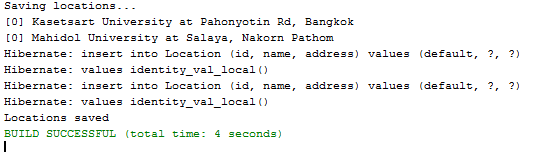 Saving locations...
[0] Kasetsart University at Pahonyotin Rd, Bangkok
[0] Mahidol University at Salaya, Nakorn Pathom
Hibernate: insert into Location (id, name, address) values (default, ?, ?)
Hibernate: values identity_val_local()
Hibernate: insert into Location (id, name, address) values (default, ?, ?)
Hibernate: values identity_val_local()
Locations saved
BUILD SUCCESSFUL (total time: 4 seconds)